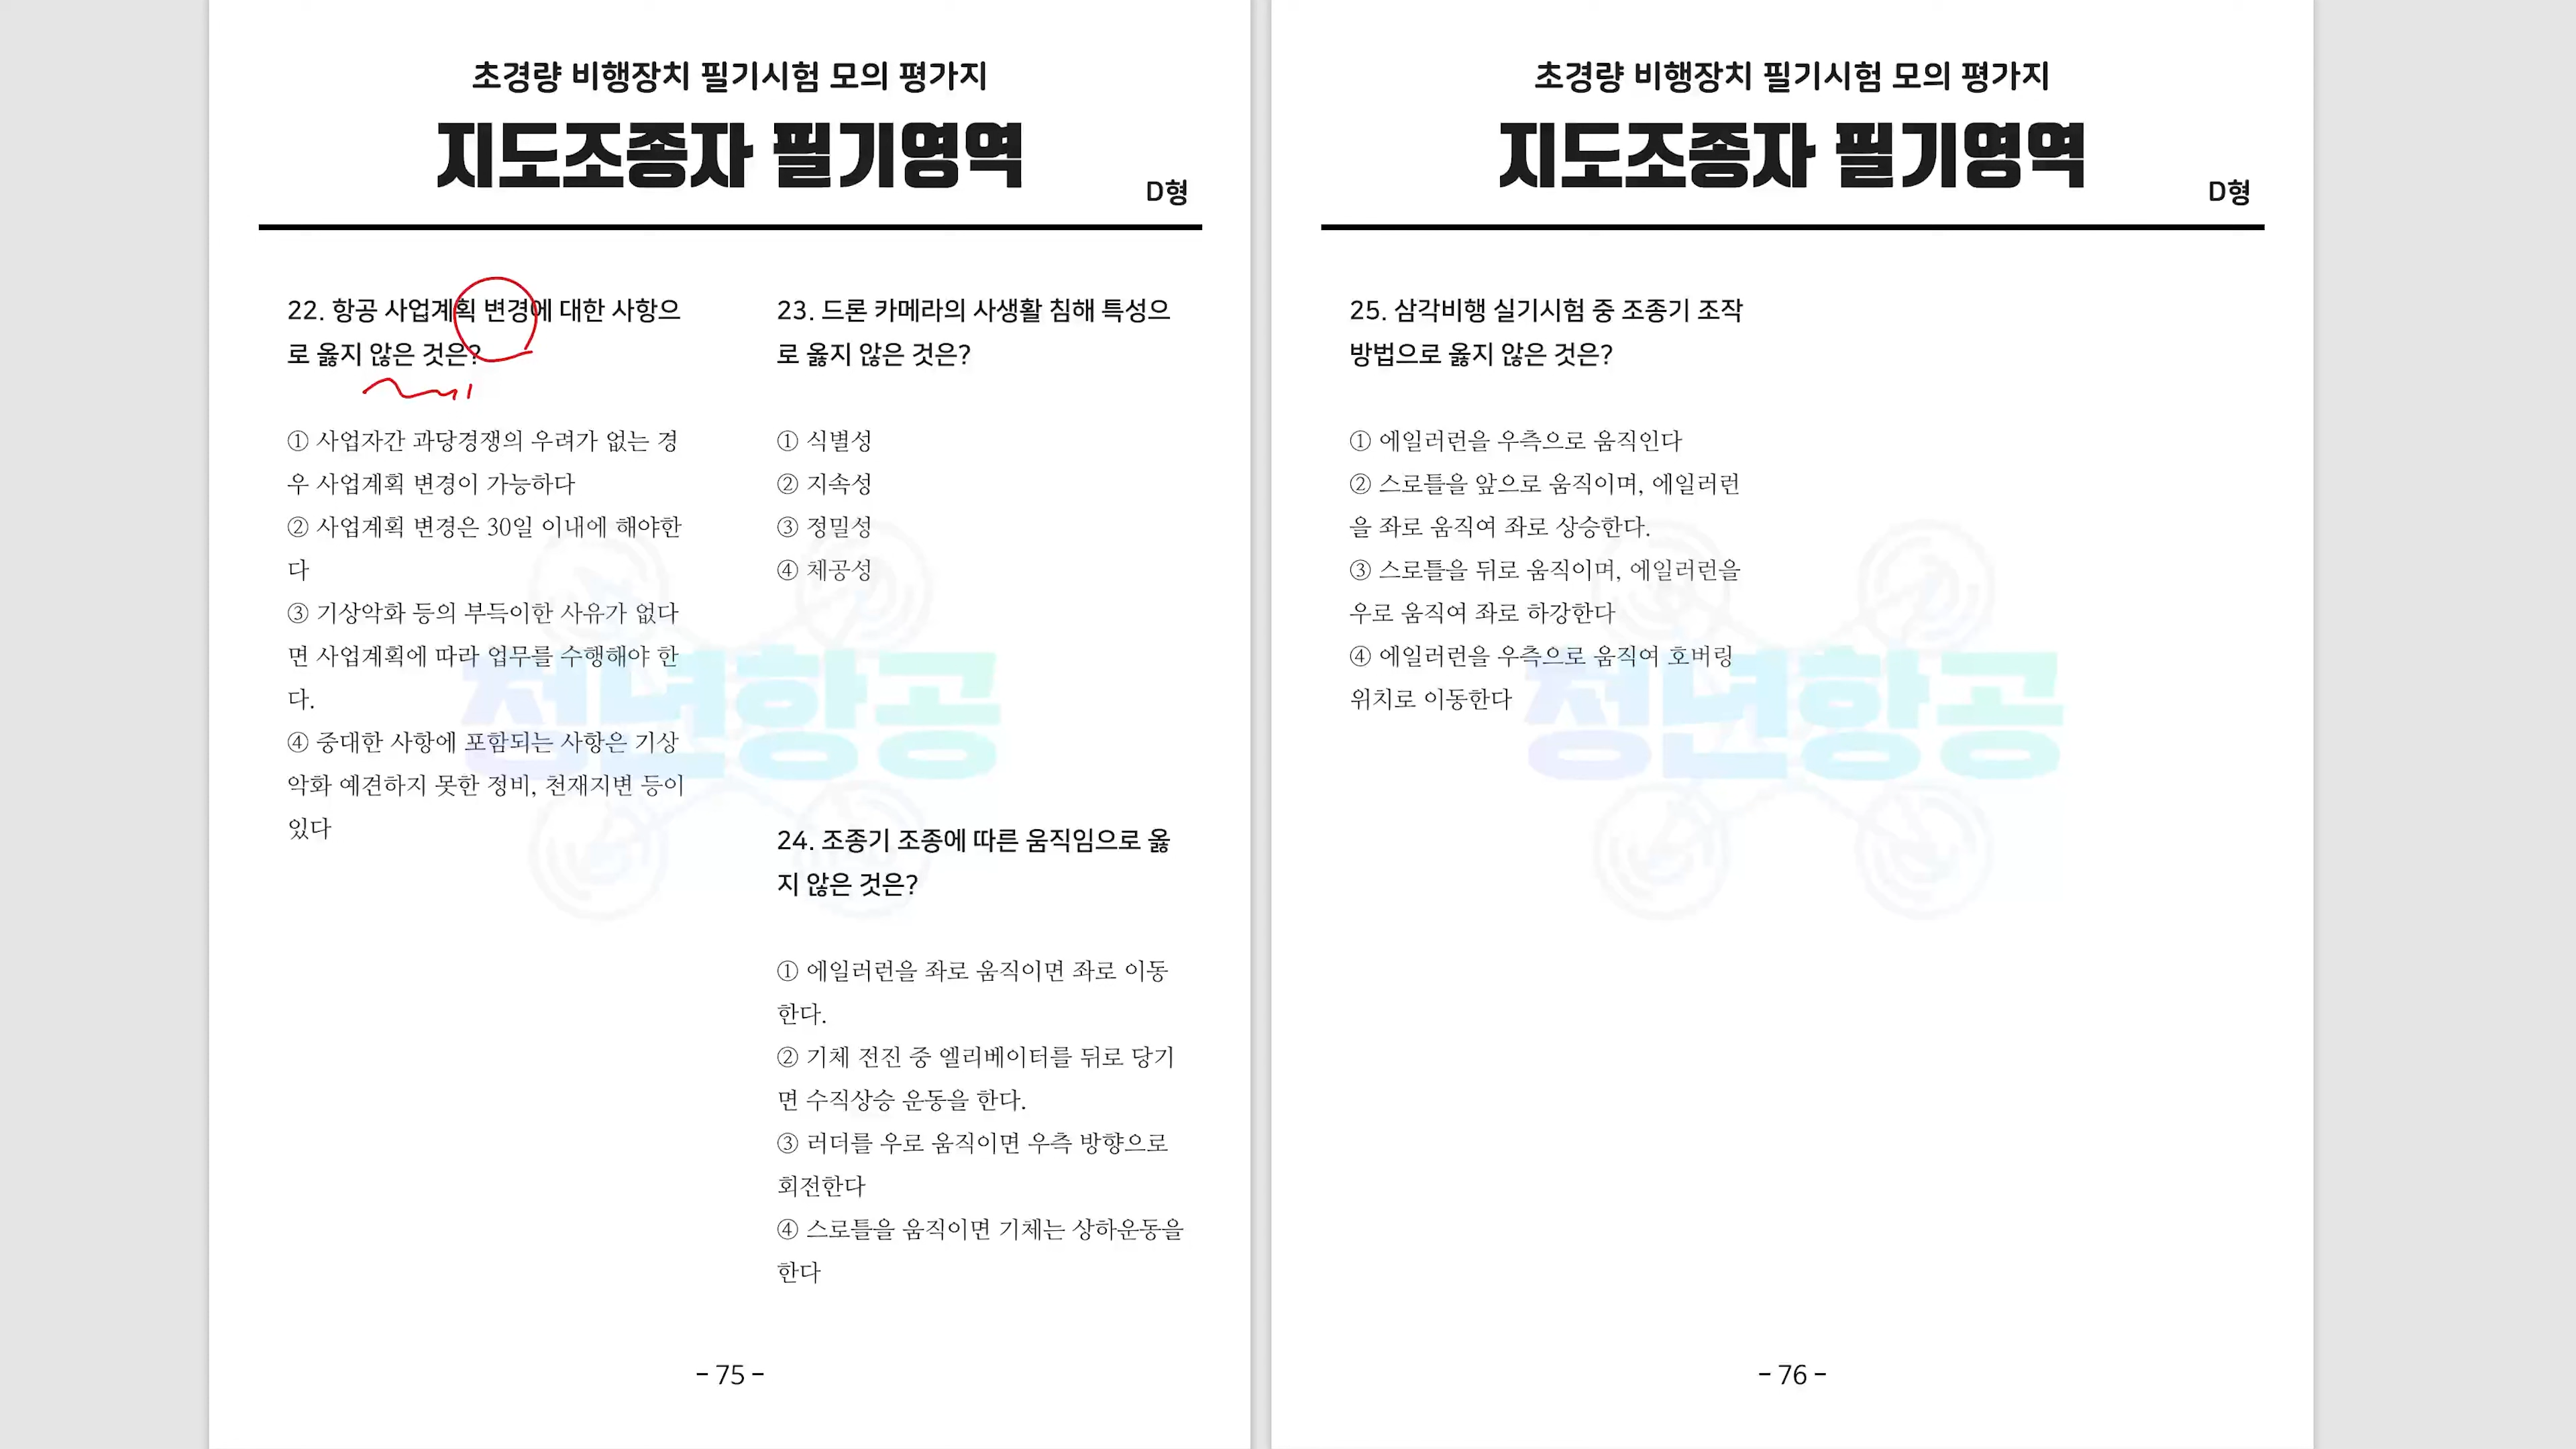 초경량 비행장치 필기시험 모의 평가지
지도조종자 필기영역
D형
22. 항공 사업계획 변경에 대한 사항으
로 옳지 않은 것은?
① 사업자간 과당경쟁의 우려가 없는 경
우 사업계획 변경이 가능하다
② 사업계획 변경은 30일 이내에 해야한
다
③ 기상악화 등의 부득이한 사유가 없다
면 사업계획에 따라 업무를 수행해야 한
다.
④ 중대한 사항에 포함되는 사항은 기상
악화 예견하지 못한 정비, 천재지변 등이
있다
23. 드론 카메라의 사생활 침해 특성으
로 옳지 않은 것은?
① 식별성
② 지속성
③ 정밀성
④ 체공성
24. 조종기 조종에 따른 움직임으로 옳
지 않은 것은?
① 에일러런을 좌로 움직이면 좌로 이동
한다.
② 기체 전진 중 엘리베이터를 뒤로 당기
면 수직상승 운동을 한다.
③ 러더를 우로 움직이면 우측 방향으로
회전한다
④ 스로틀을 움직이면 기체는 상하운동을
한다
청년항공
- 75 -
초경량 비행장치 필기시험 모의 평가지
지도조종자 필기영역
D형
25. 삼각비행 실기시험 중 조종기 조작
방법으로 옳지 않은 것은?
① 에일러런을 우측으로 움직인다
② 스로틀을 앞으로 움직이며, 에일러런
을 좌로 움직여 좌로 상승한다.
③ 스로틀을 뒤로 움직이며, 에일러런을
우로 움직여 좌로 하강한다
④ 에일러런을 우측으로 움직여 호버링
위치로 이동한다
청년항공
- 76 -